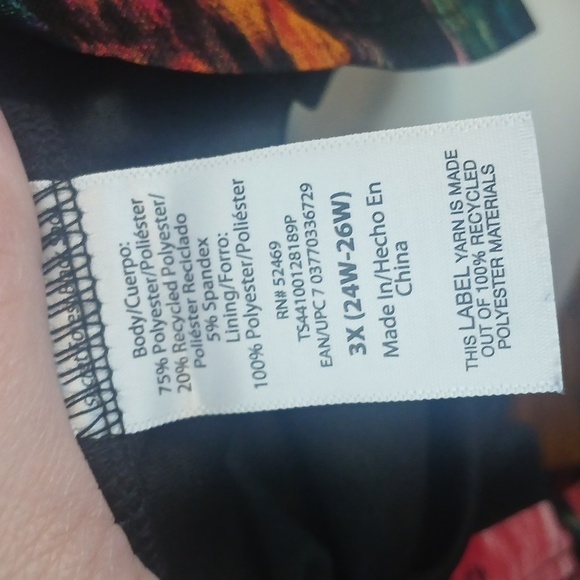 Body/Cuerpo:
75% Polyester/Poliéster
20% Recycled Polyester/
Poliéster Reciclado
5% Spandex
Lining/Forro:
100% Polyester/Poliéster
RN# 52469
TS44100128189P
EAN/UPC 7 03770336729
3X (24W-26W)
Made In/Hecho En
China
THIS LABEL YARN IS MADE
OUT OF 100% RECYCLED
POLYESTER MATERIALS